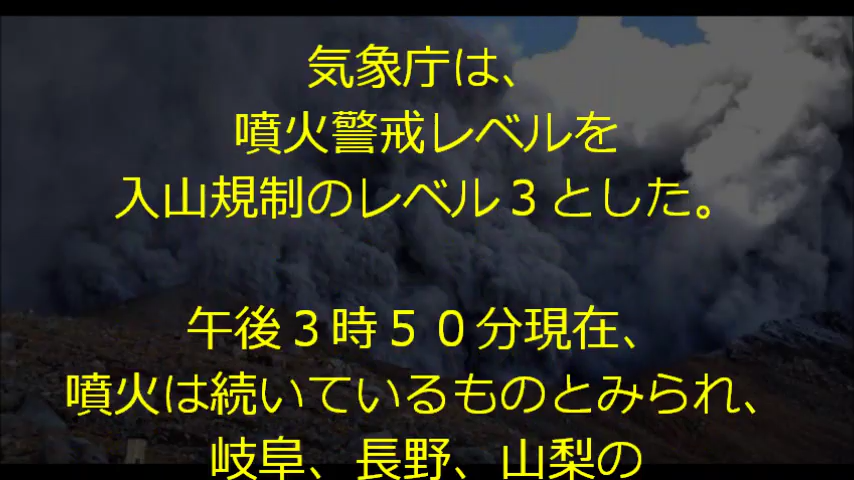 気象庁は、
噴火警戒レベルを
入山規制のレベル３とした。
午後３時５０分現在、
噴火は続いているものとみられ、
岐阜、長野、山梨の